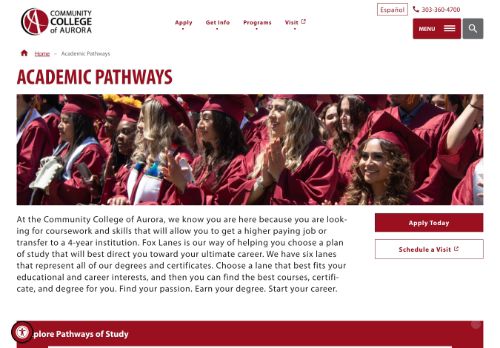 COMMUNITY
COLLEGE
of AURORA
Español
303-360-4700
Apply
Get Info
Programs
Visit
MENU
Home
Academic Pathways
ACADEMIC PATHWAYS
At the Community College of Aurora, we know you are here because you are look-
ing for coursework and skills that will allow you to get a higher paying job or
transfer to a 4-year institution. Fox Lanes is our way of helping you choose a plan
of study that will best direct you toward your ultimate career. We have six lanes
that represent all of our degrees and certificates. Choose a lane that best fits your
educational and career interests, and then you can find the best courses, certifi-
cate, and degree for you. Find your passion. Earn your degree. Start your career.
Apply Today
Schedule a Visit
xplore Pathways of Study